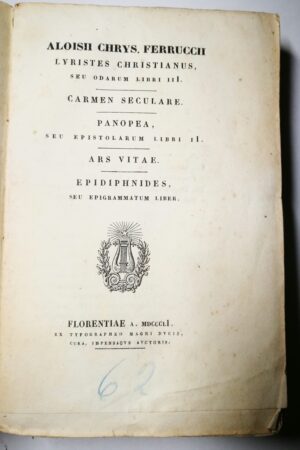 ALOISII CHRYS. FERRUCCII
LYRISTES CHRISTIANUS,
SEU ODARUM LIBRI III.
CARMEN SECULARE.
PANOPEA,
SEU EPISTOLARUM LIBRI II.
ARS VITAE.
EPIDIPHNIDES,
SEU EPIGRAMMATUM LIBER.
FLORENTIAE A. MDCCCLI.
EX TYPOGRAPHEO MAGNI DUCIS,
CURA, IMPENSAQUE AUCTORIS.
62